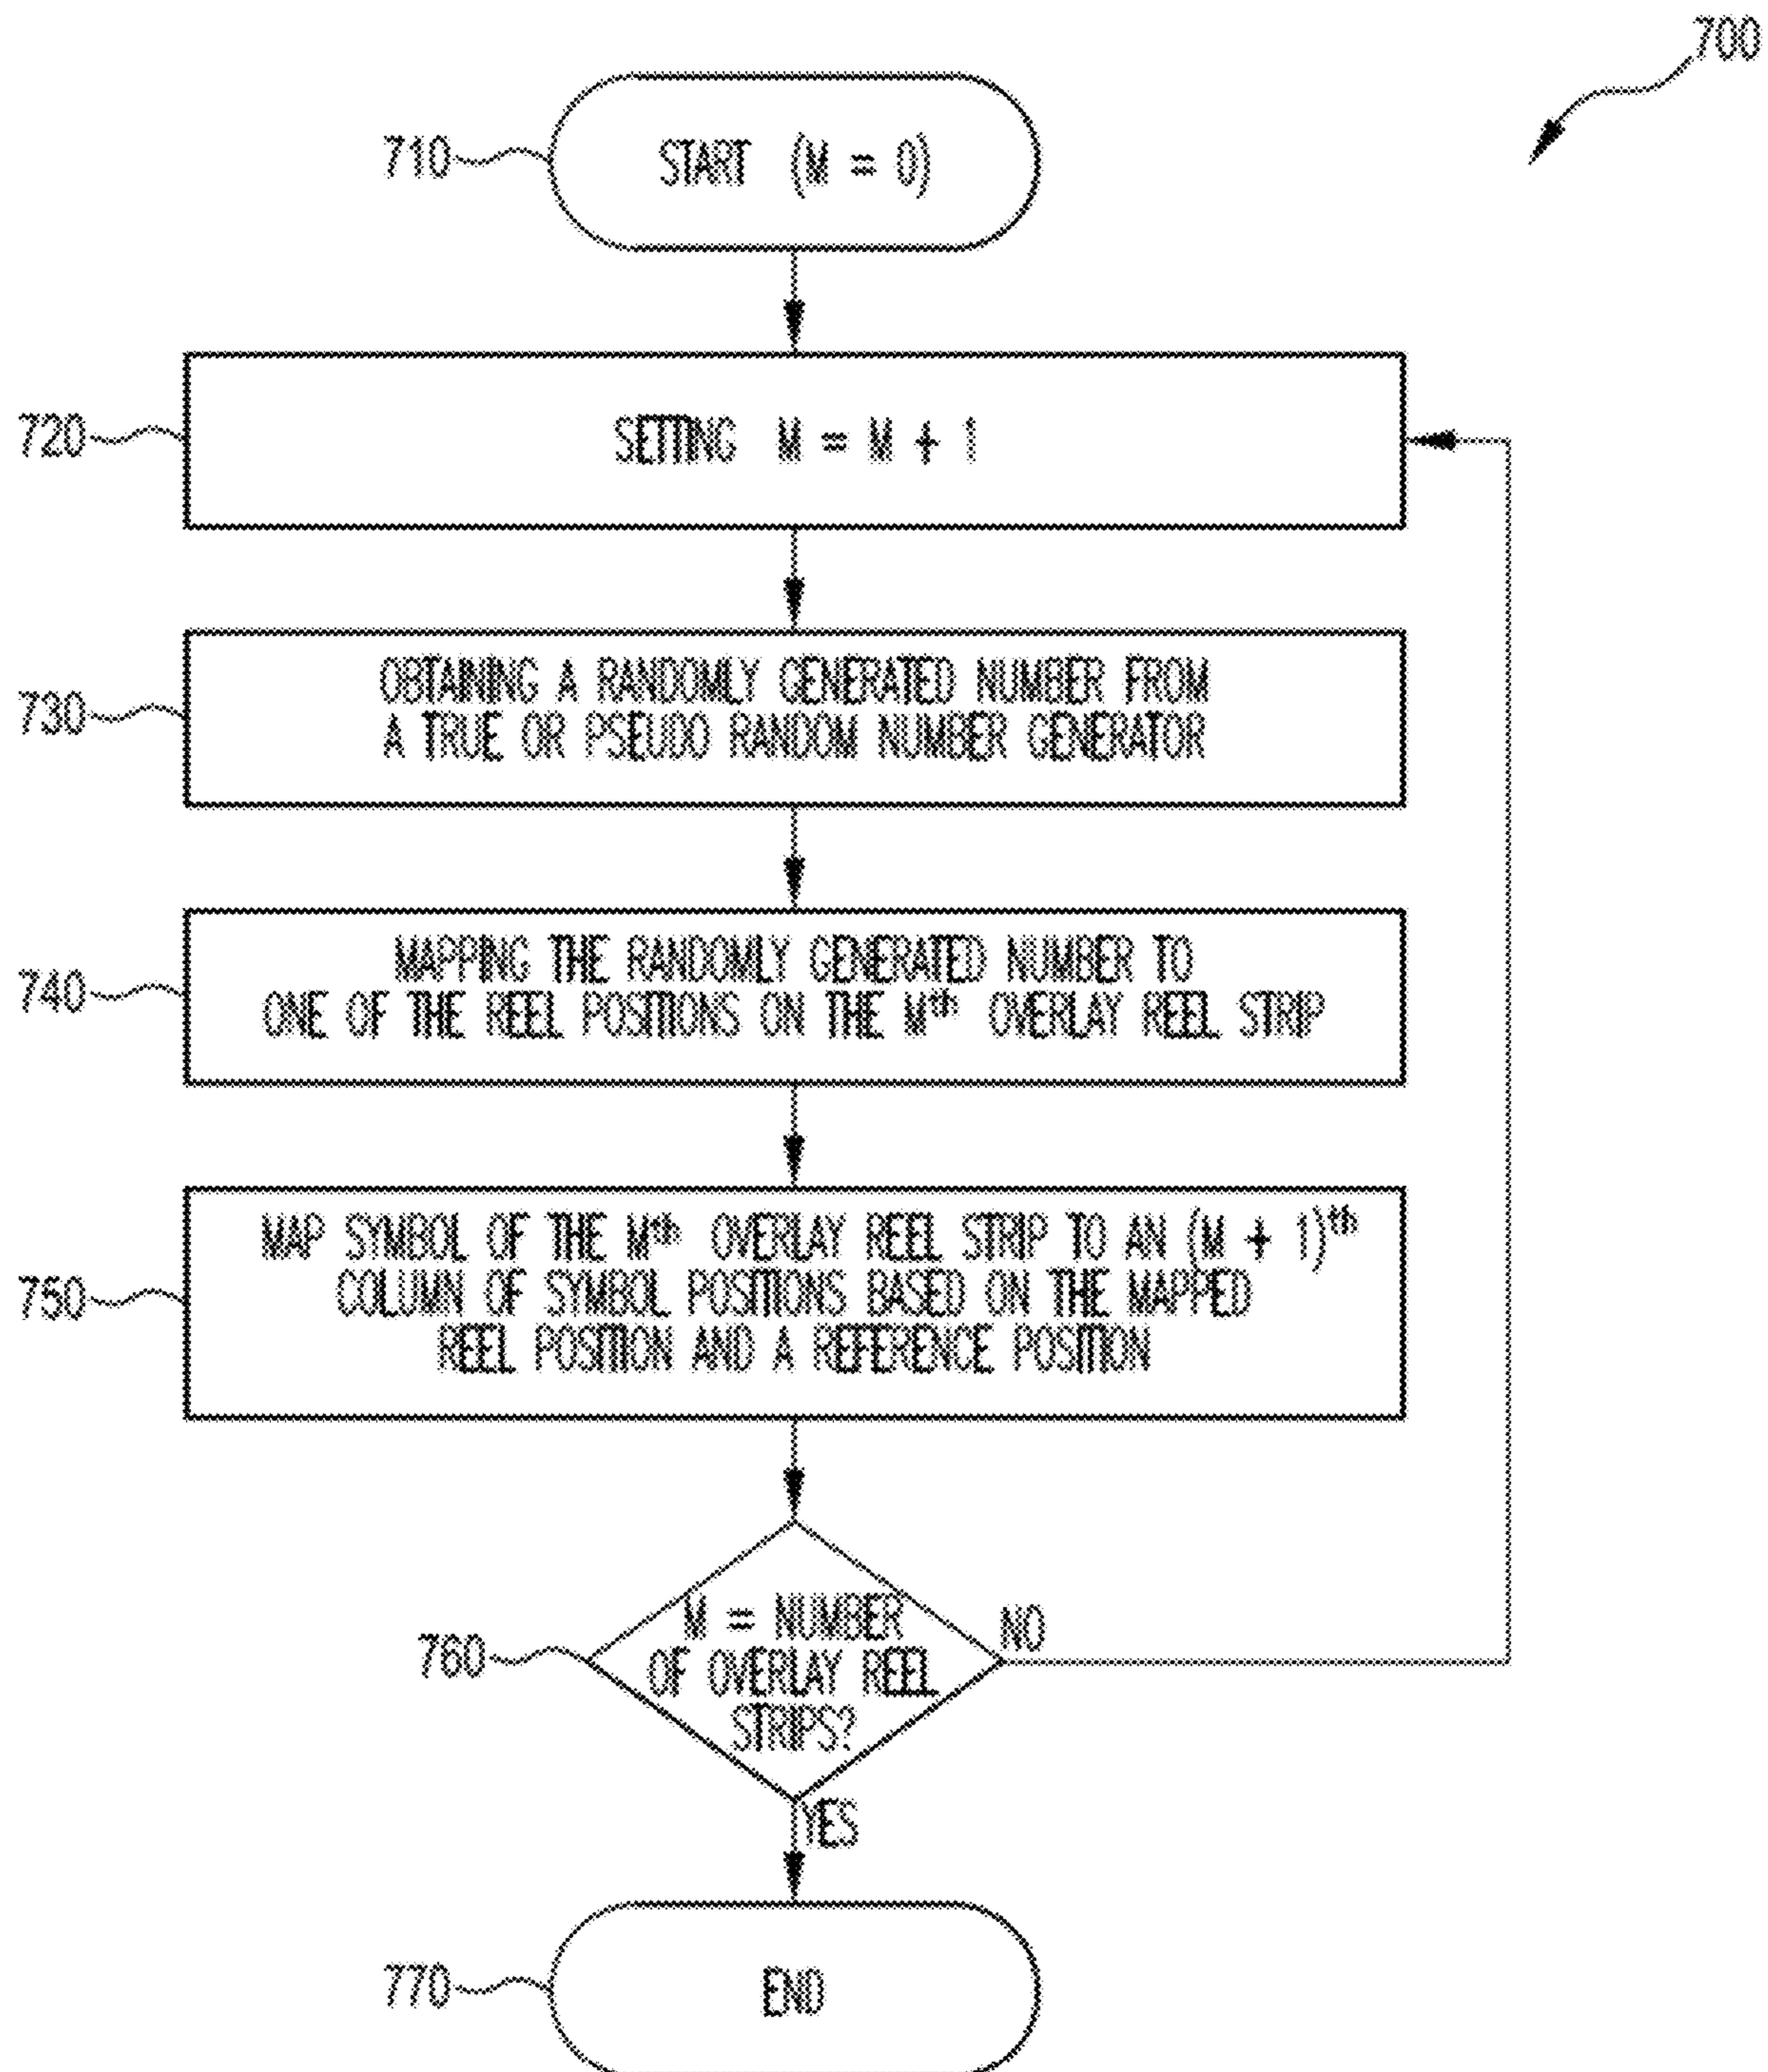 700
710
START (M = 0)
720
SETTING M = M + 1
730
OBTAINING A RANDOMLY GENERATED NUMBER FROM
A TRUE OR PSEUDO RANDOM NUMBER GENERATOR
740
MAPPING THE RANDOMLY GENERATED NUMBER TO
ONE OF THE REEL POSITIONS ON THE Mth OVERLAY REEL STRIP
750
MAP SYMBOL OF THE Mth OVERLAY REEL STRIP TO AN (M + 1)th
COLUMN OF SYMBOL POSITIONS BASED ON THE MAPPED
REEL POSITION AND A REFERENCE POSITION
760
M = NUMBER
OF OVERLAY REEL
STRIPS?
NO
YES
770
END